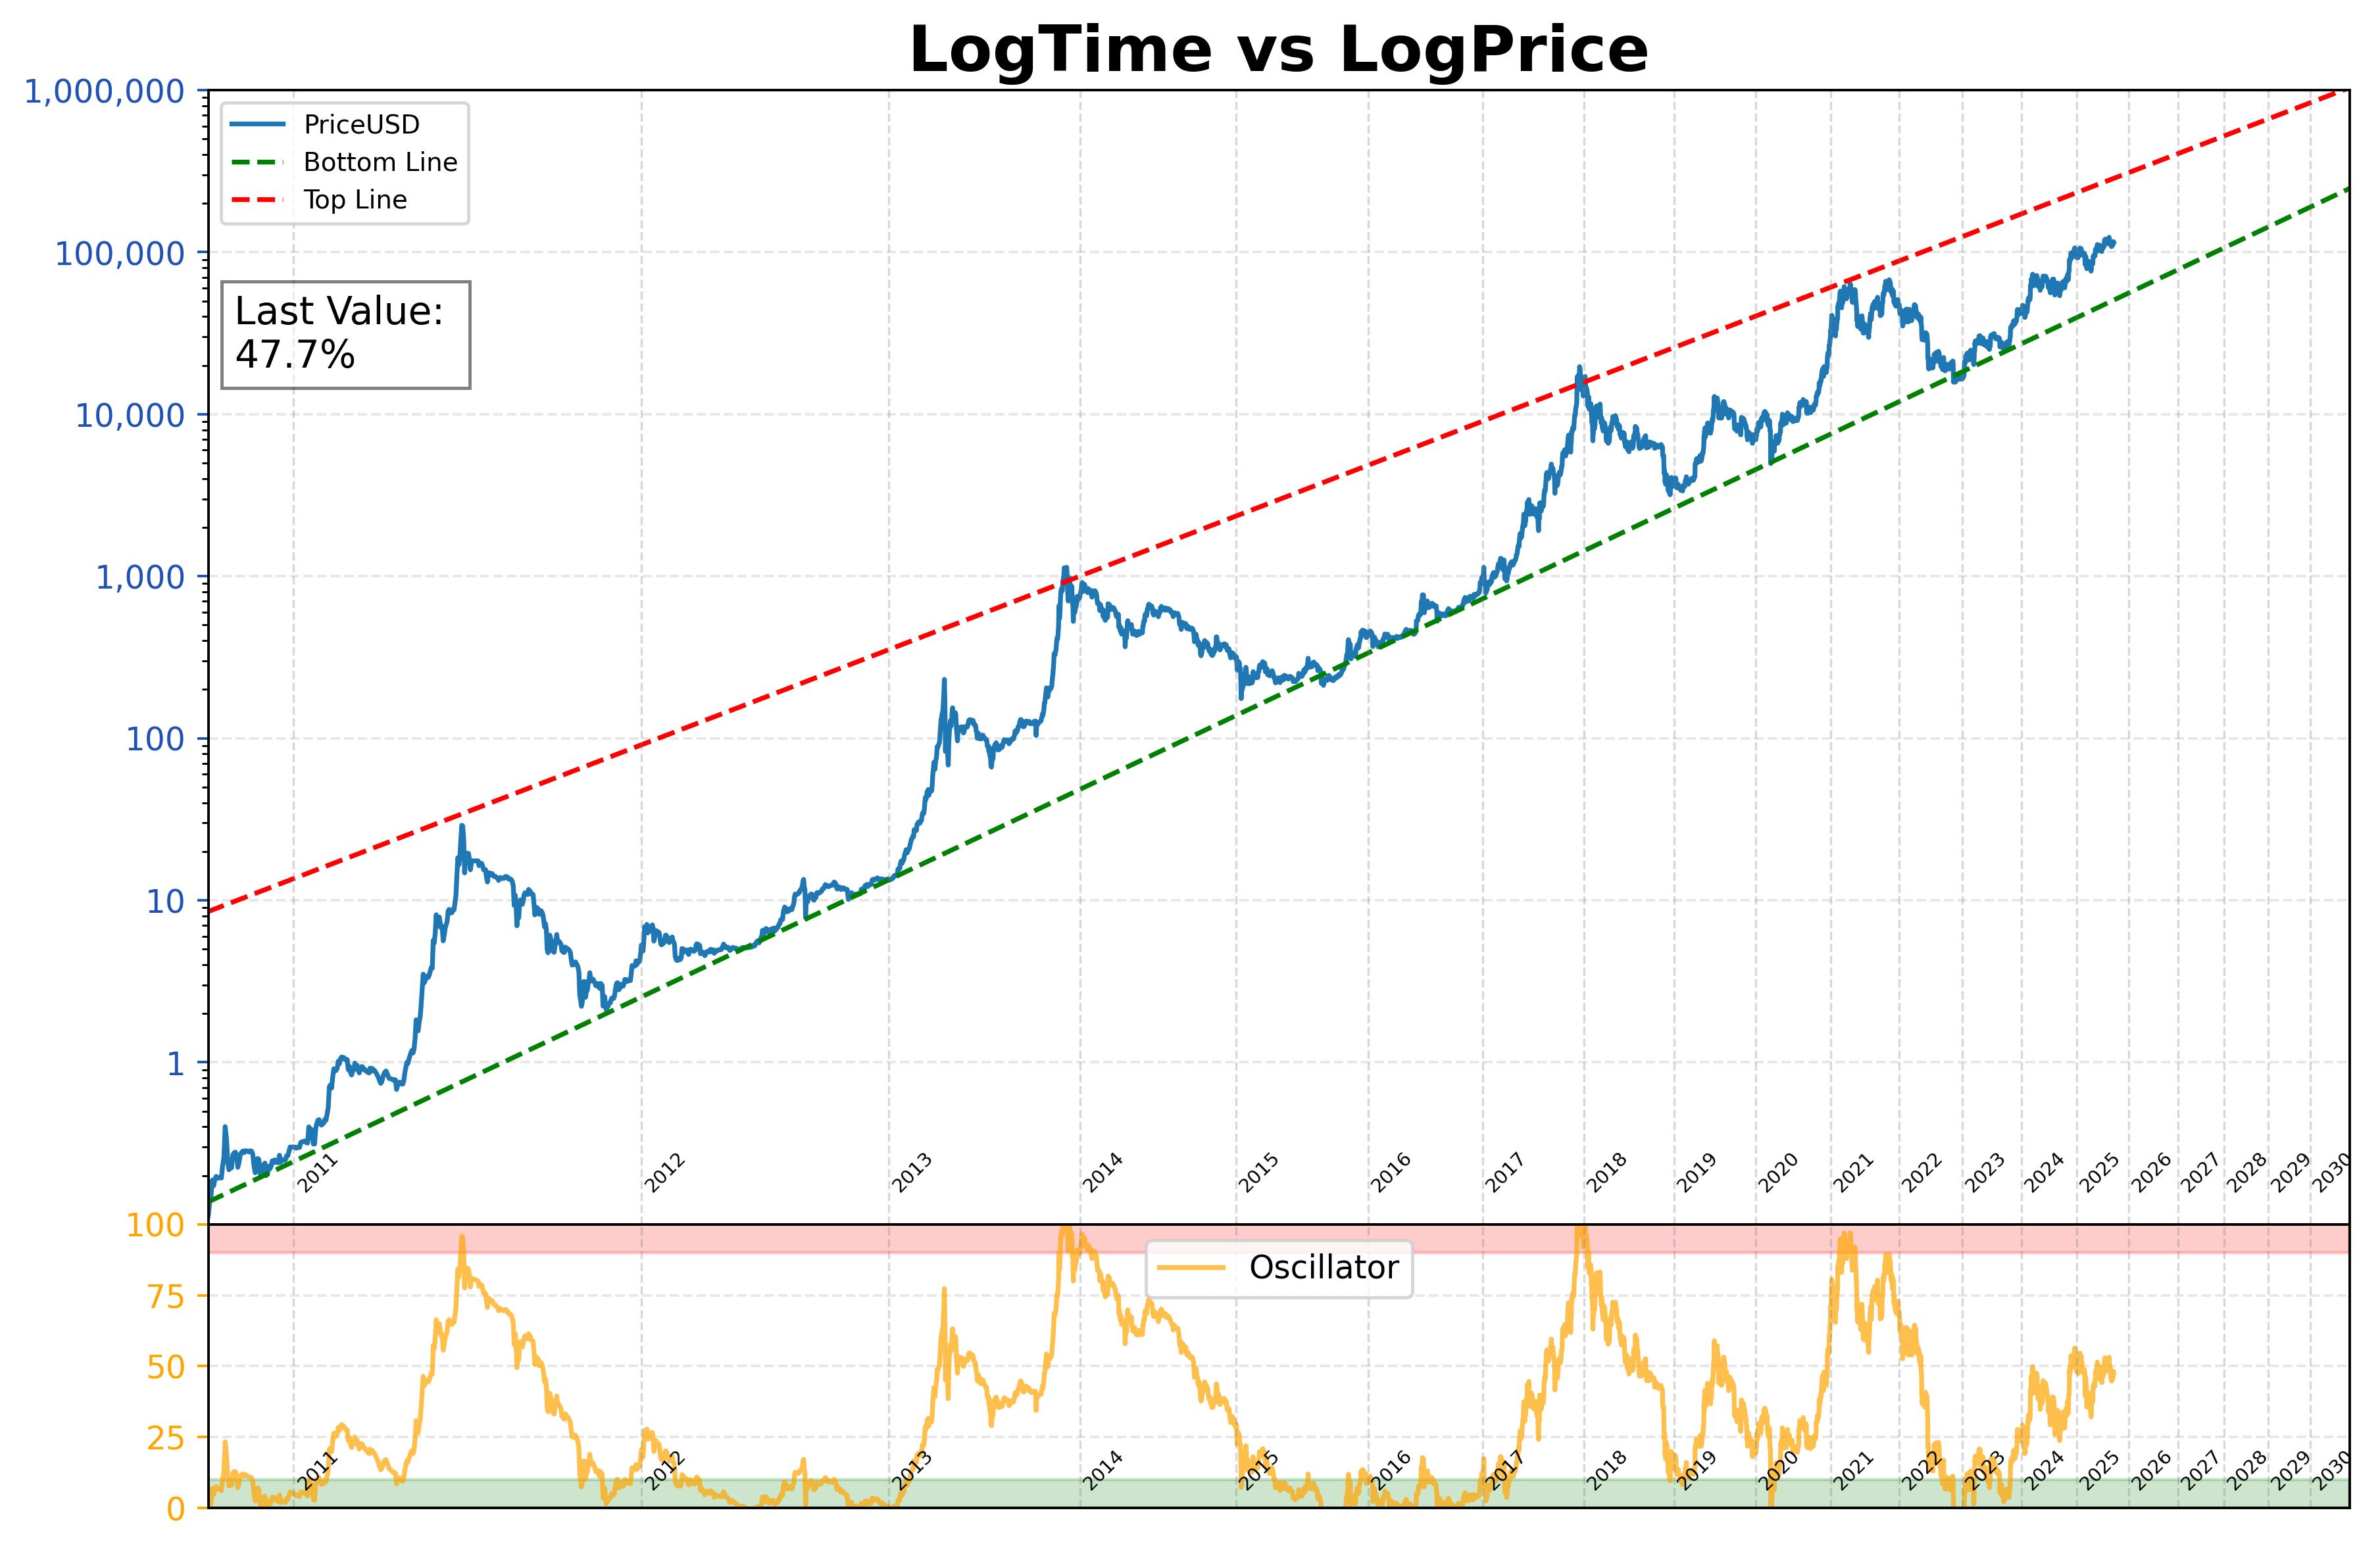 LogTime vs LogPrice
1,000,000
100,000
10,000
1,000
100
10
1
PriceUSD
Bottom Line
Top Line
Last Value:
47.7%
2011 2012 2013 2014 2015 2016 2017 2018 2019 2020 2021 2022 2023 2024 2025 2026 2027 2028 2029 2030
100
75
50
25
0
Oscillator
2011 2012 2013 2014 2015 2016 2017 2018 2019 2020 2021 2022 2023 2024 2025 2026 2027 2028 2029 2030